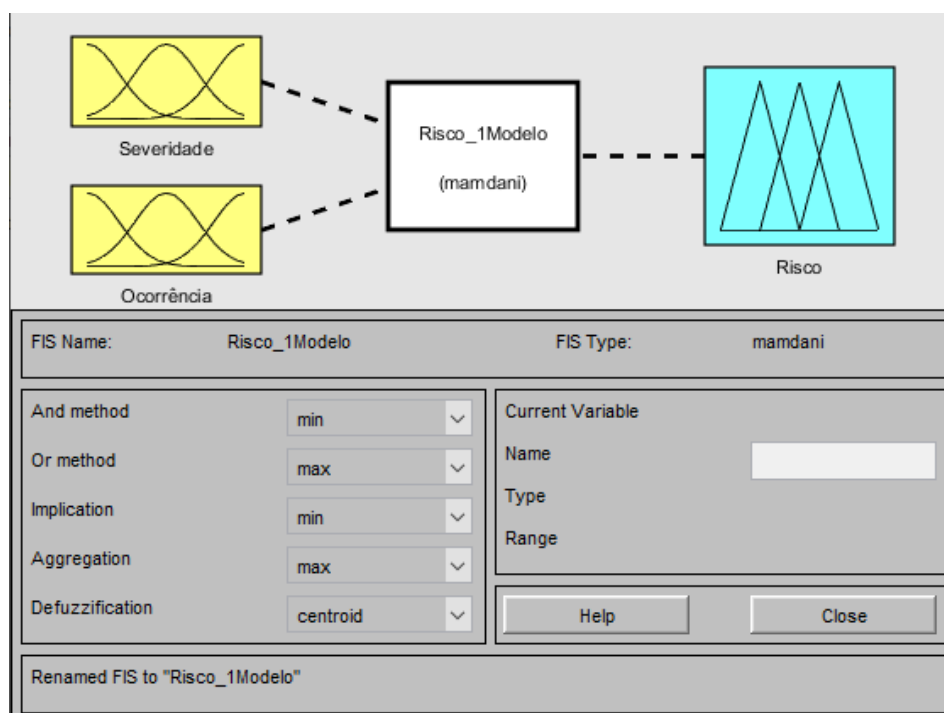 Severidade
Ocorrência
Risco_1Modelo
(mamdani)
Risco
FIS Name: Risco_1Modelo FIS Type: mamdani
And method min
Or method max
Implication min
Aggregation max
Defuzzification centroid
Current Variable
Name
Type
Range
Help Close
Renamed FIS to "Risco_1Modelo"